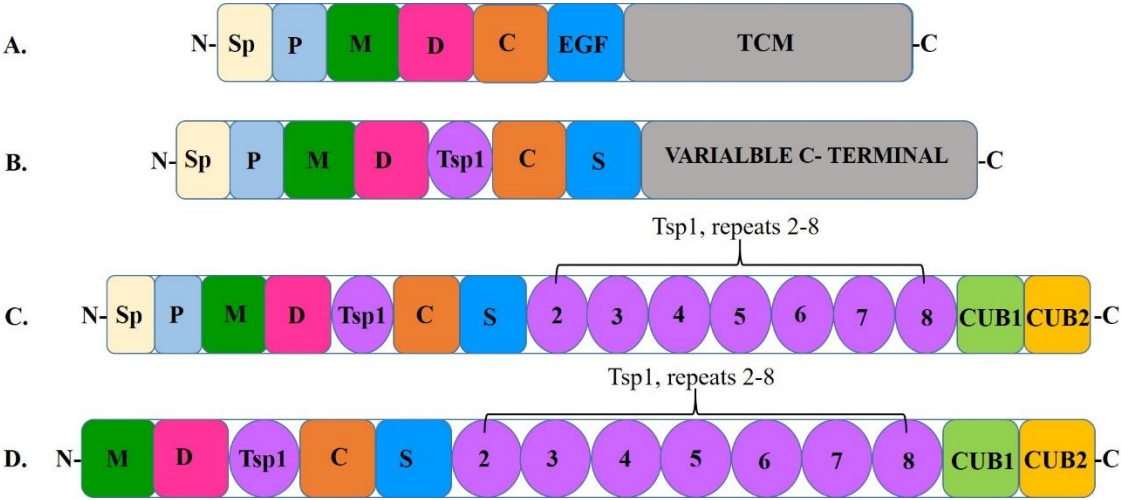 A. N- Sp P M D C EGF TCM -C
B. N- Sp P M D Tsp1 C S VARIALBLE C- TERMINAL -C
Tsp1, repeats 2-8
C. N- Sp P M D Tsp1 C S 2 3 4 5 6 7 8 CUB1 CUB2 -C
Tsp1, repeats 2-8
D. N- M D Tsp1 C S 2 3 4 5 6 7 8 CUB1 CUB2 -C